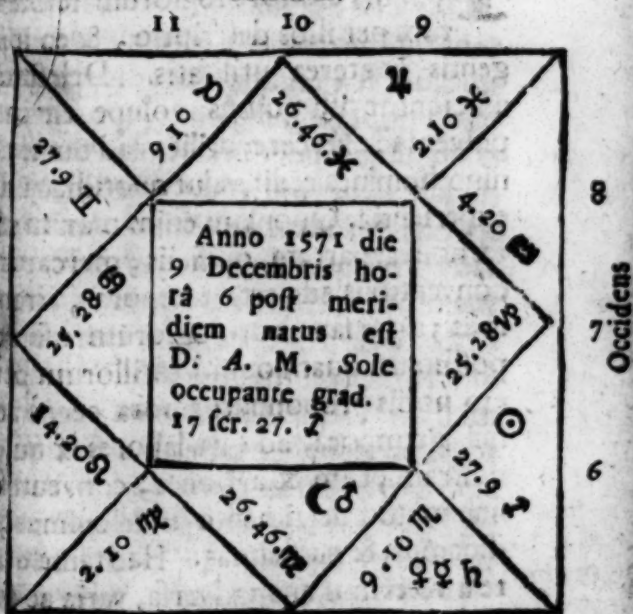 11 10 9
9.10 ♉
26.46.♓
♃
2.10 ♓
27.9 ♊
4.20
8
Anno 1571 die
9 Decembris ho-
râ 6 poſt meri-
diem natus eſt
D. A. M. Sole
occupante grad.
17 ſcr. 27. ♐
25.28 ♋
25.28 ♑
7
Occidens
14.20 ♌
☉
27.9 ♐
6
2.10 ♍
26.46.
☾ ♂
9.10 ♏
♀ ☿ ♄